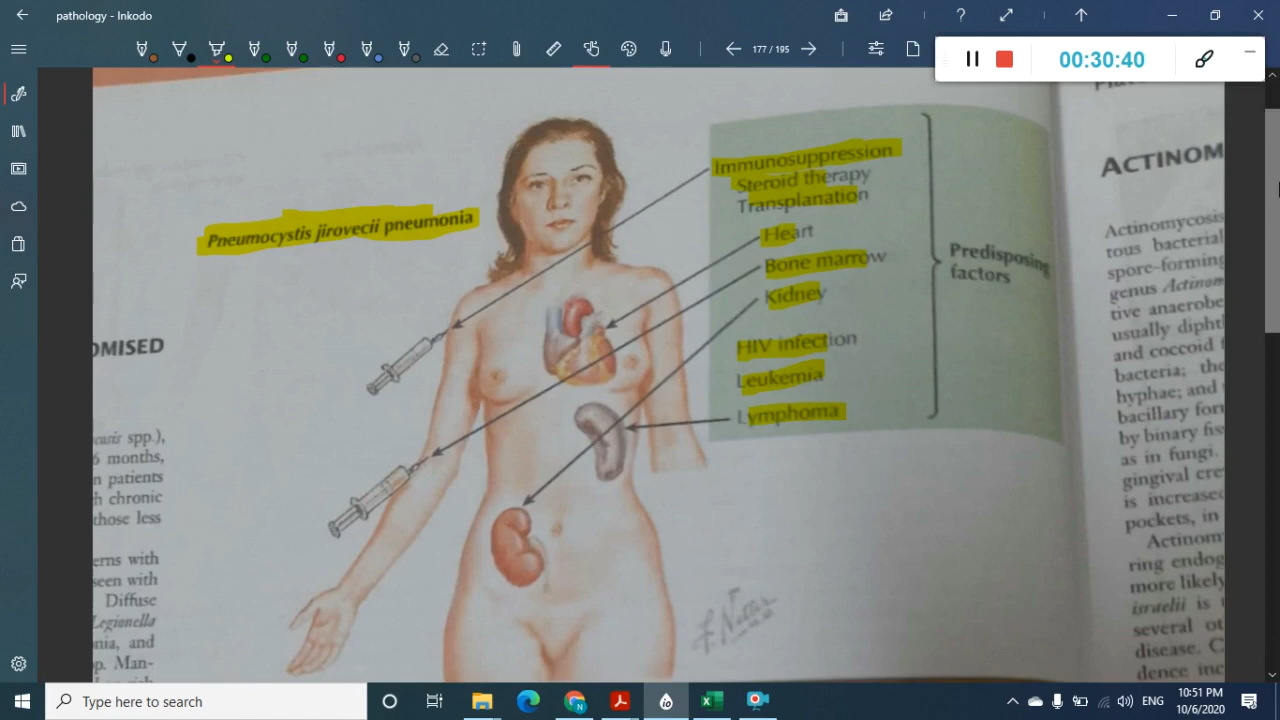 pathology - Inkodo
177 / 195
00:30:40
Pneumocystis jirovecii pneumonia
Immunosuppression
Steroid therapy
Transplanation
Heart
Bone marrow
Kidney
HIV infection
Leukemia
Lymphoma
Predisposing
factors
OMISED
spp.),
6 months,
n patients
h chronic
those less
erns with
seen with
Diffuse
Legionella
nia, and
p. Man-
F. Netter
ACTINOM
Actinomycosis
tous bacterial
spore-forming
genus Actinom
tive anaerobe
usually diphth
and coccoid f
bacteria; the
hyphae; and
bacillary for
by binary fis
as in fungi.
gingival cre
is increased
pockets, in
Actinom
ring endog
more likely
israelii is
several ot
disease. C
dence inc
Type here to search
ENG
10:51 PM
10/6/2020